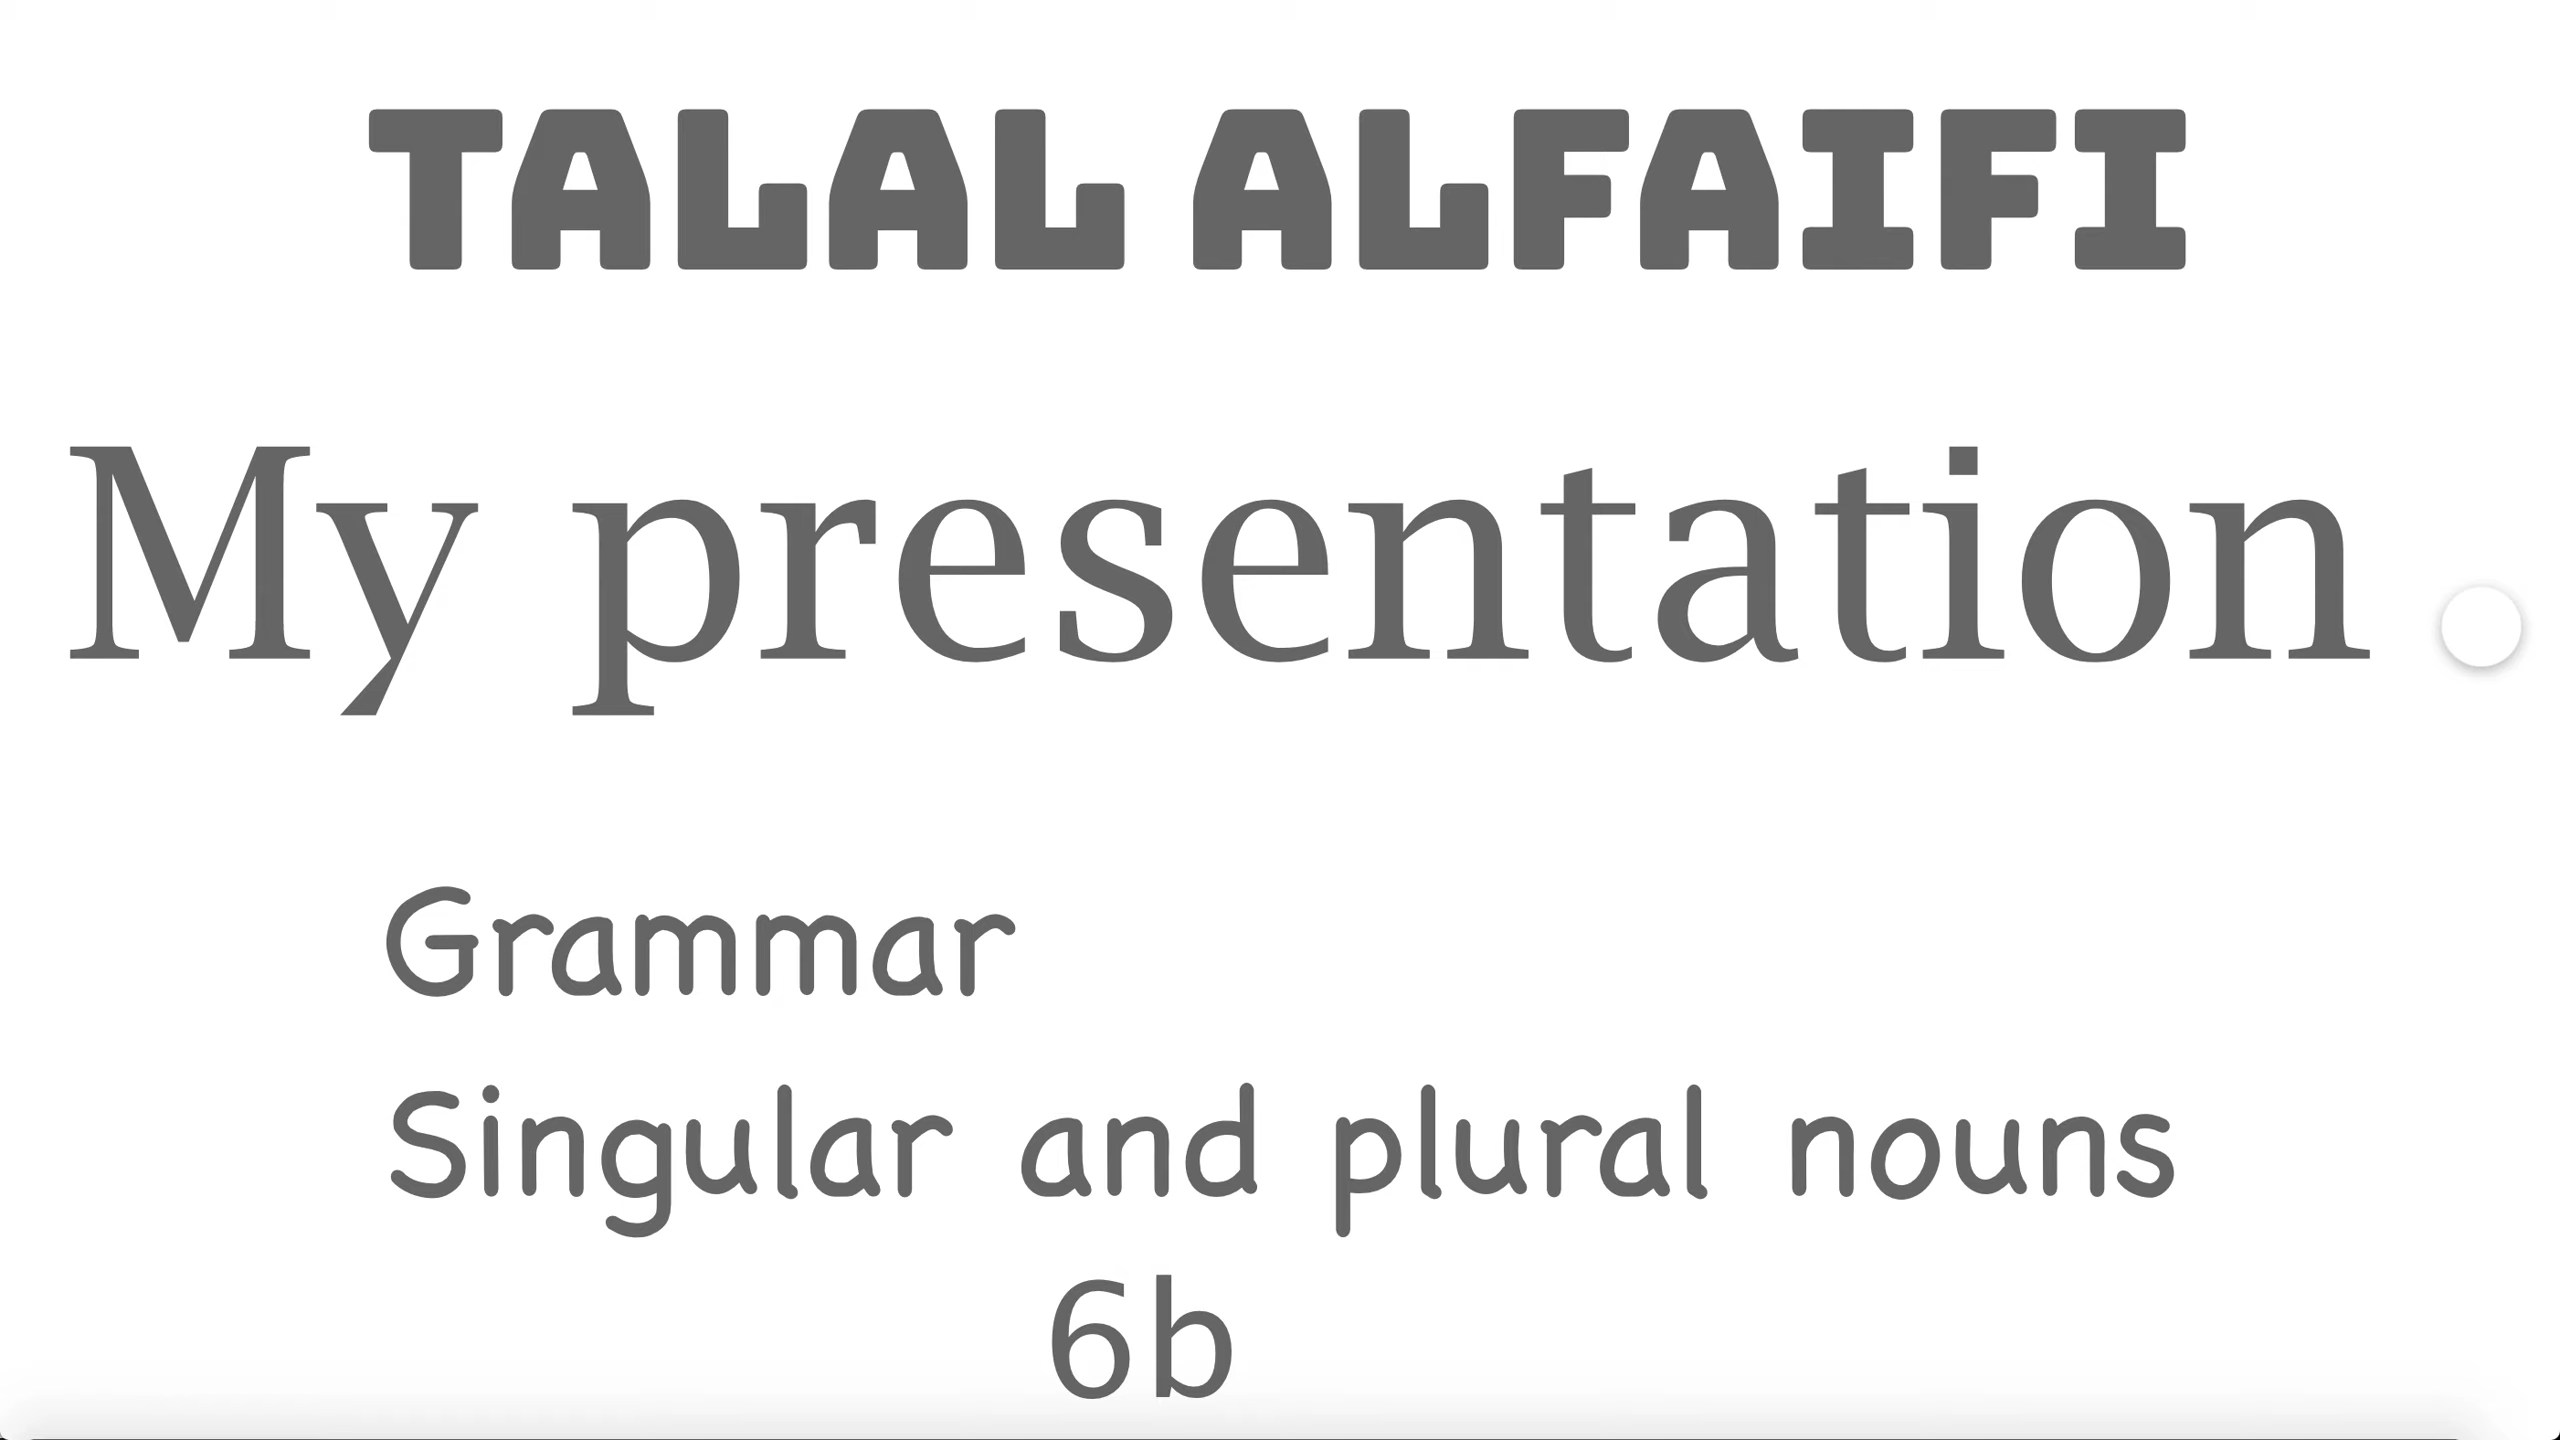 TALAL ALFAIFI
My presentation
Grammar
Singular and plural nouns
6b